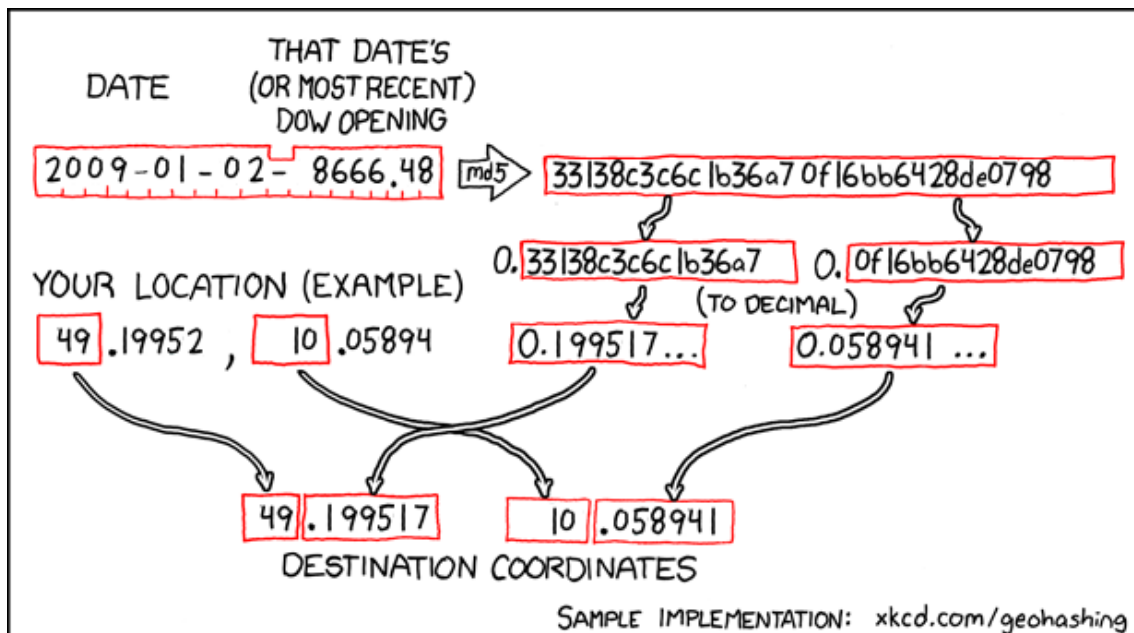 DATE
THAT DATE'S
(OR MOST RECENT)
DOW OPENING
2009-01-02-8666.48
md5
33138c3c6c1b36a70f16bb6428de0798
0.33138c3c6c1b36a7
0.0f16bb6428de0798
YOUR LOCATION (EXAMPLE)
(TO DECIMAL)
49.19952, 10.05894
0.199517...
0.058941...
49.199517
10.058941
DESTINATION COORDINATES
SAMPLE IMPLEMENTATION: xkcd.com/geohashing